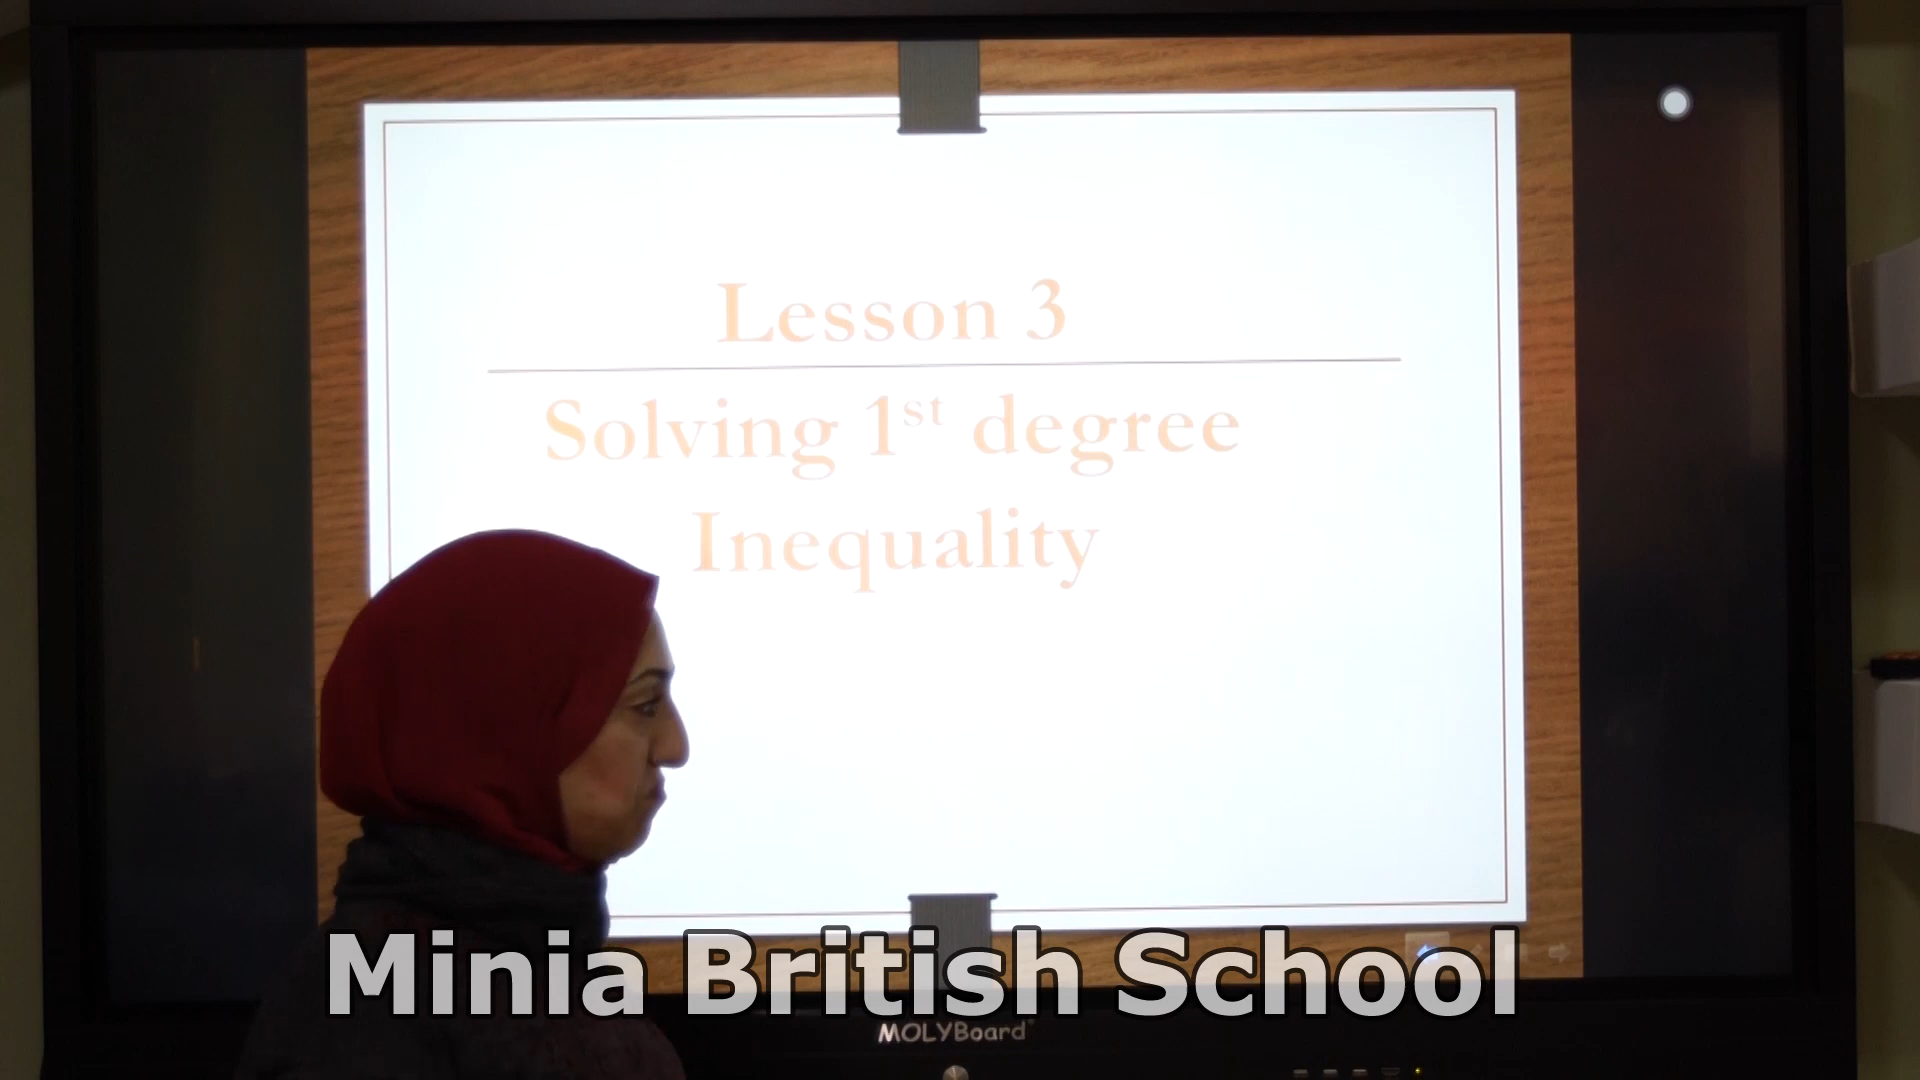 Lesson 3
Solving 1st degree
Inequality
Minia British School
MOLYBoard